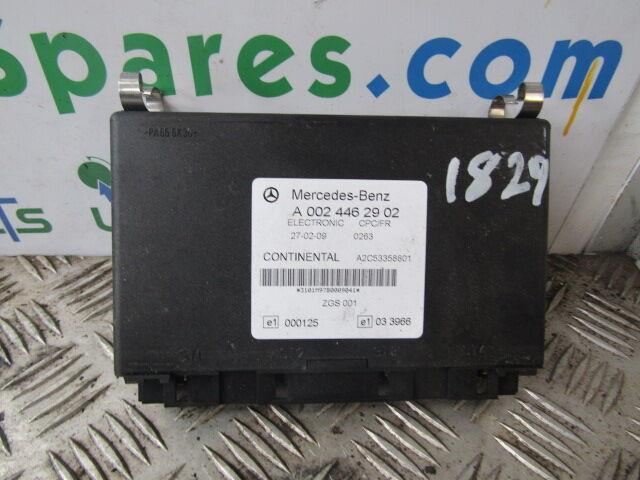 Spares.com
>PA66 GK30<
1829
Mercedes-Benz
A 002 446 29 02
ELECTRONIC CPC/FR
27-02-09 0263
CONTINENTAL A2C53358801
ZGS 001
e1 000125 e1 03 3966